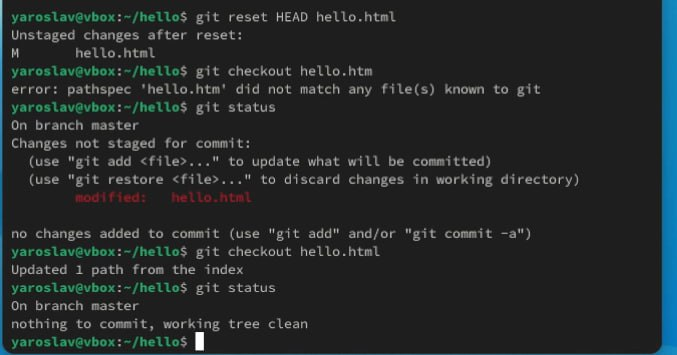 yaroslav@vbox:~/hello$ git reset HEAD hello.html
Unstaged changes after reset:
M       hello.html
yaroslav@vbox:~/hello$ git checkout hello.htm
error: pathspec 'hello.htm' did not match any file(s) known to git
yaroslav@vbox:~/hello$ git status
On branch master
Changes not staged for commit:
  (use "git add <file>..." to update what will be committed)
  (use "git restore <file>..." to discard changes in working directory)
        modified:   hello.html

no changes added to commit (use "git add" and/or "git commit -a")
yaroslav@vbox:~/hello$ git checkout hello.html
Updated 1 path from the index
yaroslav@vbox:~/hello$ git status
On branch master
nothing to commit, working tree clean
yaroslav@vbox:~/hello$